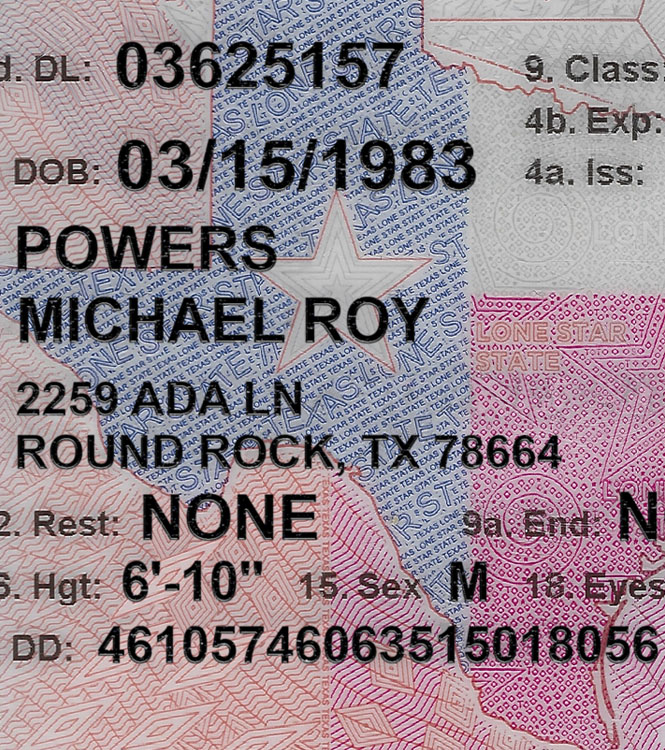 d. DL: 03625157 9. Class:
4b. Exp:
DOB: 03/15/1983 4a. Iss:
POWERS
MICHAEL ROY
LONE STAR
STATE
2259 ADA LN
ROUND ROCK, TX 78664
2. Rest: NONE 9a. End: N
6. Hgt: 6'-10" 15. Sex M 18. Eyes
DD: 46105746063515018056